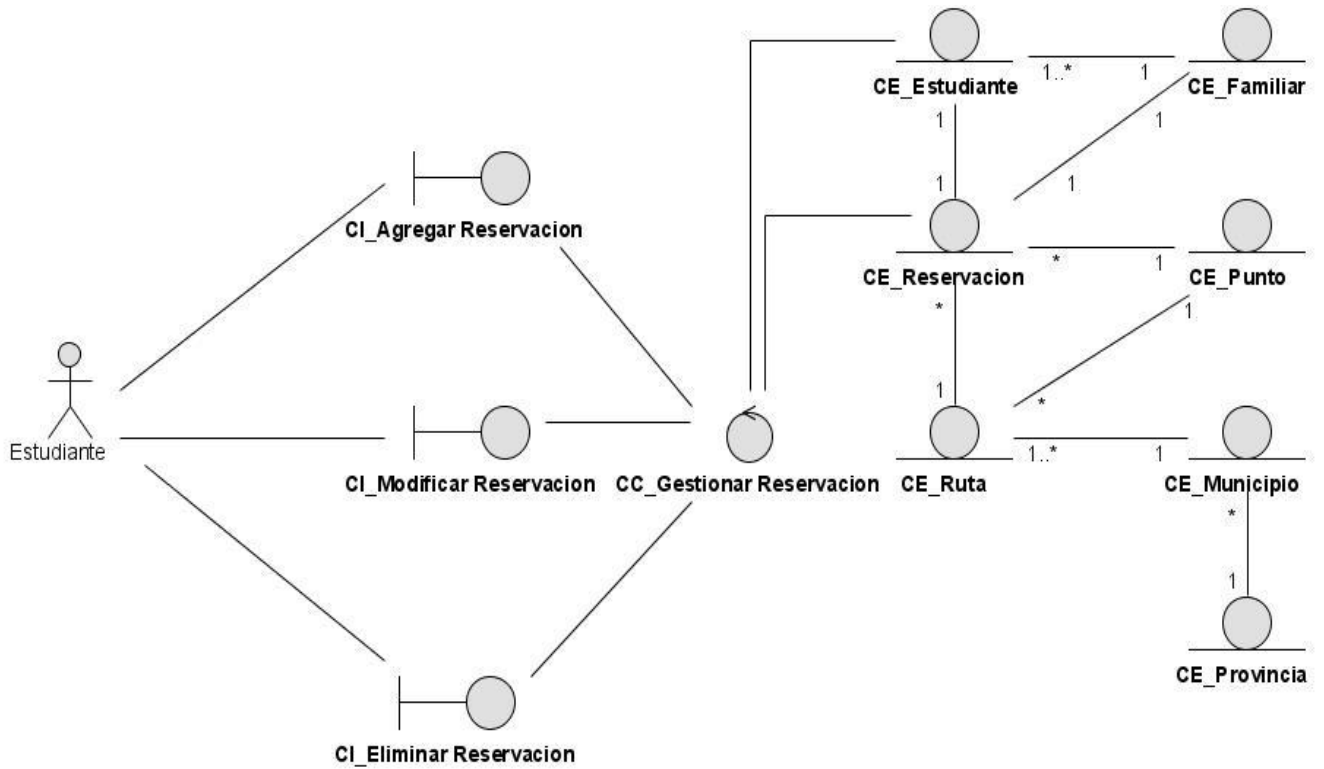 CE_Estudiante
1..*
1
CE_Familiar
1
1
1
1
CI_Agregar Reservacion
CE_Reservacion
*
1
CE_Punto
*
1
1
*
Estudiante
CI_Modificar Reservacion
CC_Gestionar Reservacion
CE_Ruta
1..*
1
CE_Municipio
*
1
CE_Provincia
CI_Eliminar Reservacion